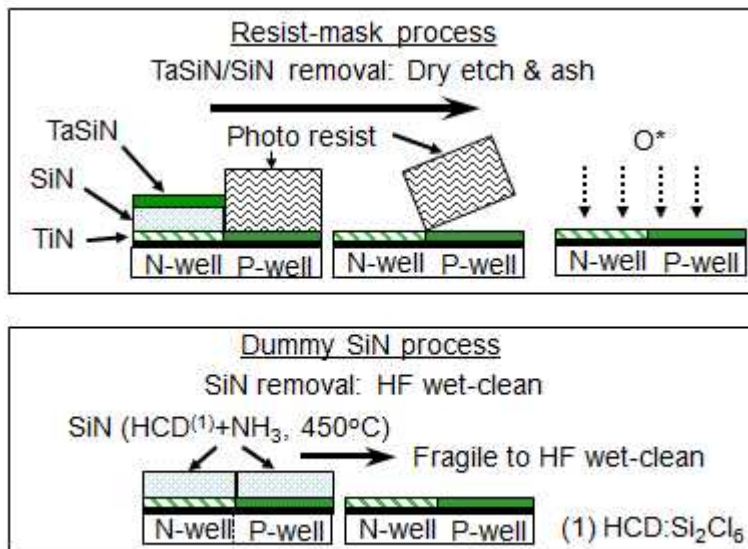 Resist-mask process
TaSiN/SiN removal: Dry etch & ash
TaSiN
Photo resist
O*
SiN
TiN
N-well P-well N-well P-well N-well P-well
Dummy SiN process
SiN removal: HF wet-clean
SiN (HCD(1)+NH3, 450oC)
Fragile to HF wet-clean
N-well P-well N-well P-well (1) HCD:Si2Cl6